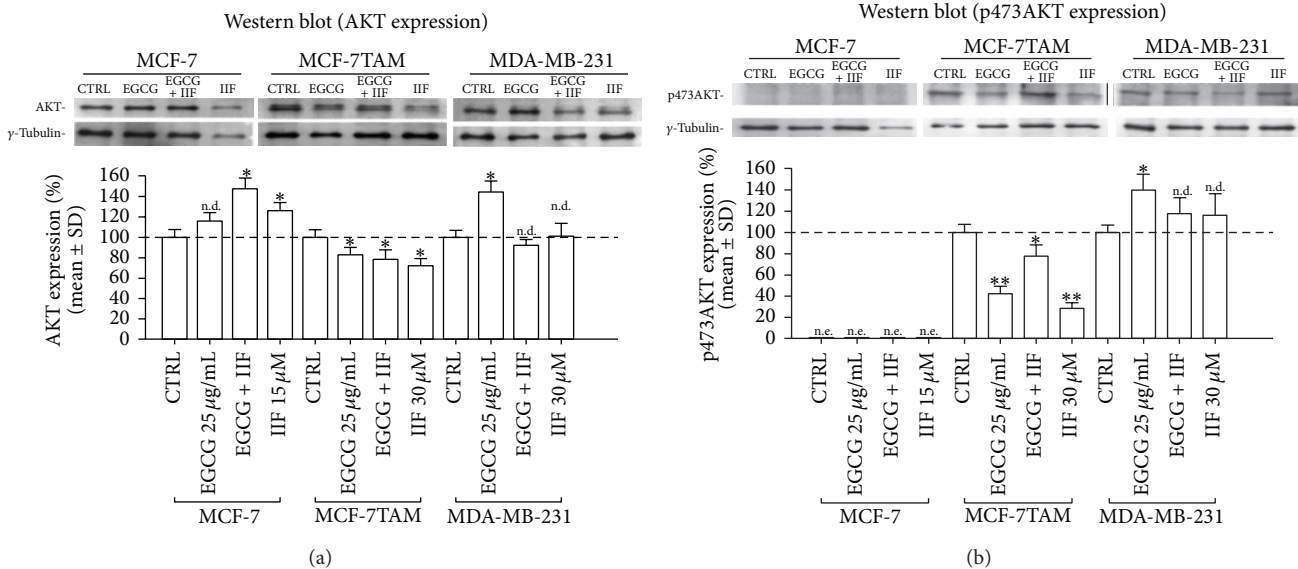 Western blot (AKT expression)
MCF-7 MCF-7TAM MDA-MB-231
CTRL EGCG EGCG + IIF IIF CTRL EGCG EGCG + IIF IIF CTRL EGCG EGCG + IIF IIF
AKT-
γ-Tubulin-
AKT expression (%)
(mean ± SD)
160
140
120
100
80
60
40
20
0
n.d. * * * * * * n.d. n.d.
CTRL
EGCG 25 μg/mL
EGCG + IIF
IIF 15 μM
CTRL
EGCG 25 μg/mL
EGCG + IIF
IIF 30 μM
CTRL
EGCG 25 μg/mL
EGCG + IIF
IIF 30 μM
MCF-7 MCF-7TAM MDA-MB-231
(a)
Western blot (p473AKT expression)
MCF-7 MCF-7TAM MDA-MB-231
CTRL EGCG EGCG + IIF IIF CTRL EGCG EGCG + IIF IIF CTRL EGCG EGCG + IIF IIF
p473AKT-
γ-Tubulin-
p473AKT expression (%)
(mean ± SD)
160
140
120
100
80
60
40
20
0
n.e. n.e. n.e. n.e. ** * ** * n.d. n.d.
CTRL
EGCG 25 μg/mL
EGCG + IIF
IIF 15 μM
CTRL
EGCG 25 μg/mL
EGCG + IIF
IIF 30 μM
CTRL
EGCG 25 μg/mL
EGCG + IIF
IIF 30 μM
MCF-7 MCF-7TAM MDA-MB-231
(b)